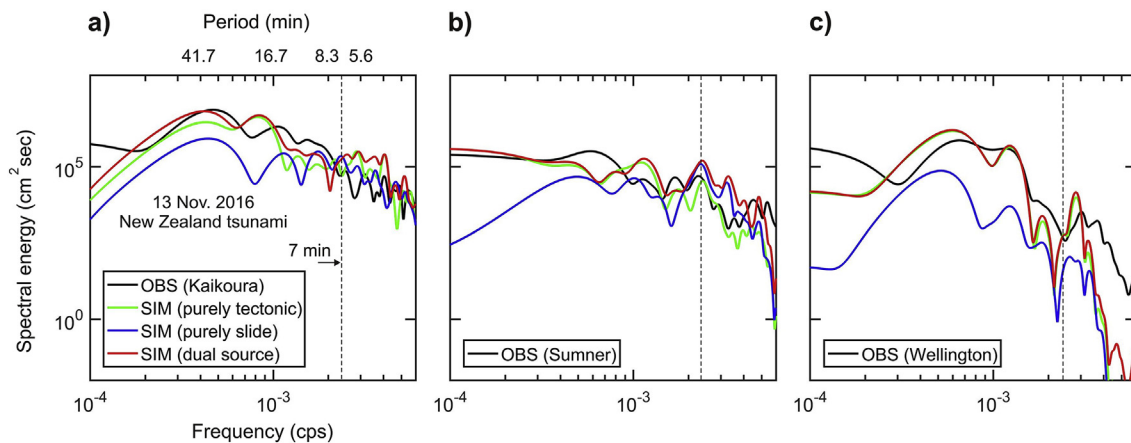 a)
b)
c)
Period (min)
41.7 16.7 8.3 5.6
Spectral energy (cm² sec)
10⁵
10⁰
13 Nov. 2016
New Zealand tsunami
7 min
OBS (Kaikoura)
SIM (purely tectonic)
SIM (purely slide)
SIM (dual source)
OBS (Sumner)
OBS (Wellington)
10⁻⁴ 10⁻³ 10⁻⁴ 10⁻³ 10⁻⁴ 10⁻³
Frequency (cps)